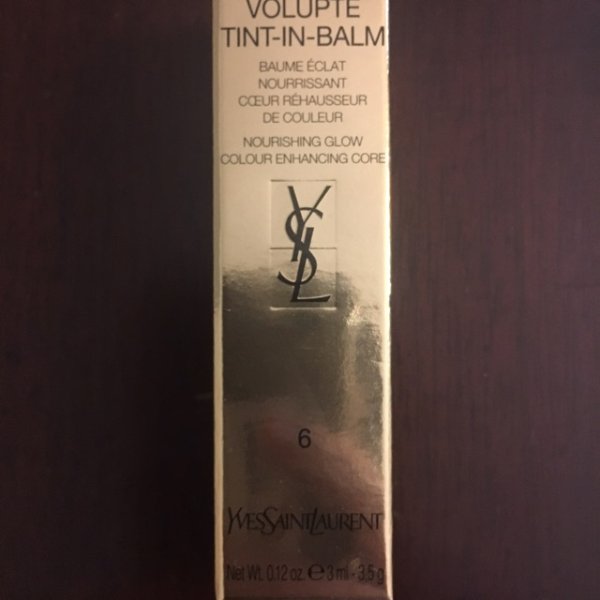 VOLUPTÉ
TINT-IN-BALM
BAUME ÉCLAT
NOURRISSANT
CŒUR RÉHAUSSEUR
DE COULEUR
NOURISHING GLOW
COLOUR ENHANCING CORE
YSL
6
YVESSAINTLAURENT
Net Wt. 0.12 oz. ℮ 3 ml - 3,5 g